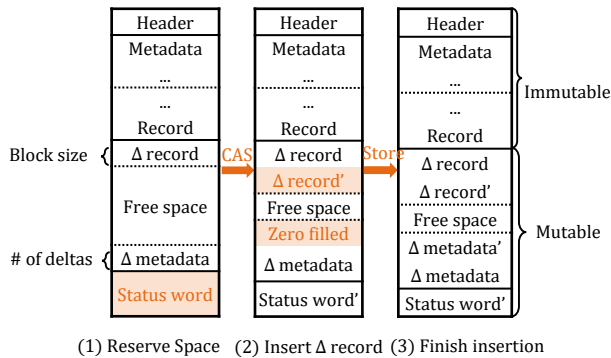 Header
Metadata
...
...
Record
Δ record
Free space
Δ metadata
Status word
Block size
# of deltas
CAS
Header
Metadata
...
...
Record
Δ record
Δ record’
Free space
Zero filled
Δ metadata
Status word’
Store
Header
Metadata
...
...
Record
Δ record
Δ record’
Free space
Δ metadata’
Δ metadata
Status word’
Immutable
Mutable
(1) Reserve Space
(2) Insert Δ record
(3) Finish insertion